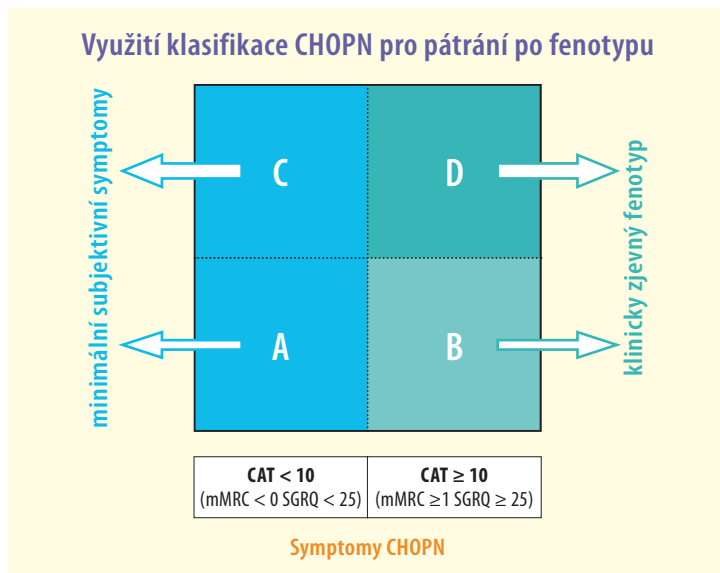 Využití klasifikace CHOPN pro pátrání po fenotypu
minimální subjektivní symptomy
C
D
klinicky zjevný fenotyp
A
B
CAT < 10
(mMRC < 0 SGRQ < 25)
CAT ≥ 10
(mMRC ≥1 SGRQ ≥ 25)
Symptomy CHOPN